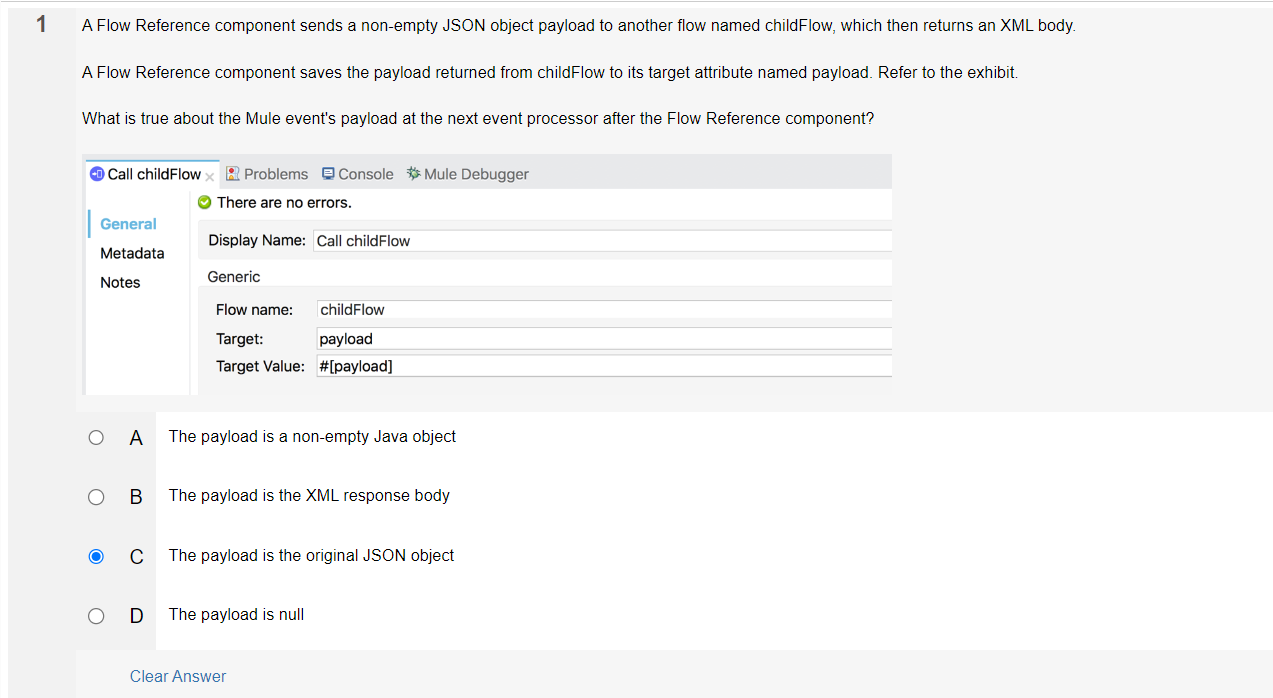 1
A Flow Reference component sends a non-empty JSON object payload to another flow named childFlow, which then returns an XML body.
A Flow Reference component saves the payload returned from childFlow to its target attribute named payload. Refer to the exhibit.
What is true about the Mule event's payload at the next event processor after the Flow Reference component?
Call childFlow Problems Console Mule Debugger
There are no errors.
General
Metadata
Notes
Display Name: Call childFlow
Generic
Flow name: childFlow
Target: payload
Target Value: #[payload]
A The payload is a non-empty Java object
B The payload is the XML response body
C The payload is the original JSON object
D The payload is null
Clear Answer